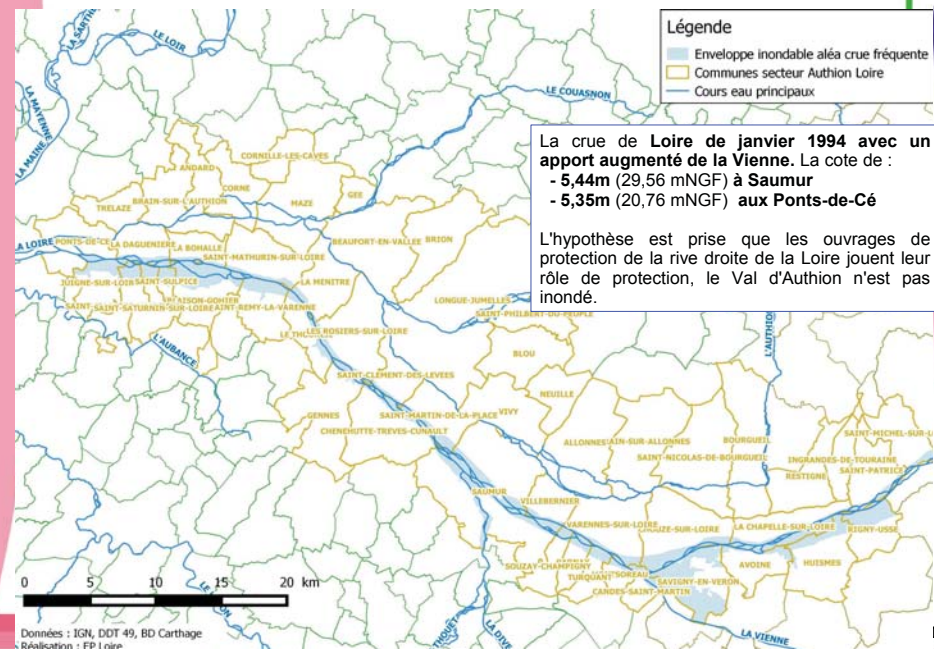 Légende
Enveloppe inondable aléa crue fréquente
Communes secteur Authion Loire
Cours eau principaux
La crue de Loire de janvier 1994 avec un
apport augmenté de la Vienne. La cote de :
- 5,44m (29,56 mNGF) à Saumur
- 5,35m (20,76 mNGF) aux Ponts-de-Cé
L'hypothèse est prise que les ouvrages de
protection de la rive droite de la Loire jouent leur
rôle de protection, le Val d'Authion n'est pas
inondé.
LA SARTHE
LE LOIR
LA MAYENNE
LA MAINE
LE COUASNON
CORNILLE-LES-CAVES
ANDARD
CORNE
MAZE
GEE
BRAIN-SUR-L'AUTHION
TRELAZE
LA LOIRE
PONTS-DE-CE
LA DAGUENIERE
LA BOHALLE
BEAUFORT-EN-VALLEE
BRION
SAINT-MATHURIN-SUR-LOIRE
JUIGNE-SUR-LOIRE
SAINT-SULPICE
LA MENITRE
SAINT-SATURNIN-SUR-LOIRE
SAINT-REMY-LA-VARENNE
LONGUE-JUMELLES
SAINT-PHILBERT-DU-PEUPLE
LES ROSIERS-SUR-LOIRE
L'AUBANCE
L'AUTHION
BLOU
SAINT-CLEMENT-DES-LEVEES
NEUILLE
GENNES
SAINT-MARTIN-DE-LA-PLACE
VIVY
CHENEHUTTE-TREVES-CUNAULT
ALLONNES
AIN-SUR-ALLONNES
BOURGUEIL
SAINT-MICHEL-SUR-L
SAINT-NICOLAS-DE-BOURGUEIL
INGRANDES-DE-TOURAINE
RESTIGNE
SAINT-PATRICE
SAUMUR
VILLEBERNIER
VARENNES-SUR-LOIRE
LA CHAPELLE-SUR-LOIRE
RIGNY-USSE
SOUZAY-CHAMPIGNY
TURQUANT
AVOINE
HUISMES
SAVIGNY-EN-VERON
CANDES-SAINT-MARTIN
LA VIENNE
LE THOUET
LA DIVE
0 5 10 15 20 km
Données : IGN, DDT 49, BD Carthage
Réalisation : EP Loire